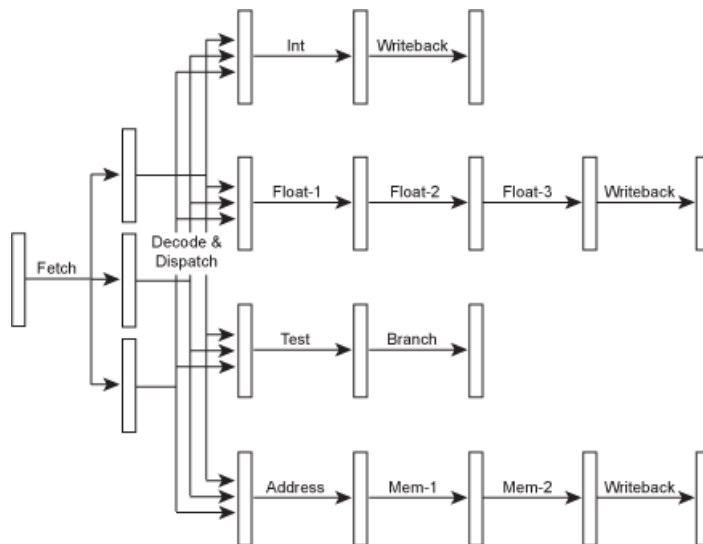 Int
Writeback
Float-1
Float-2
Float-3
Writeback
Decode &
Dispatch
Fetch
Test
Branch
Address
Mem-1
Mem-2
Writeback